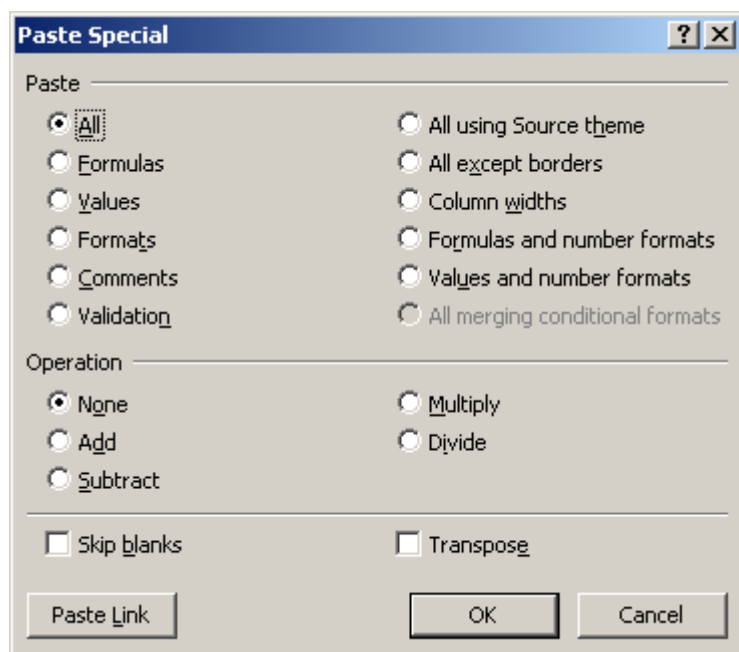 Paste Special
Paste
All
All using Source theme
Formulas
All except borders
Values
Column widths
Formats
Formulas and number formats
Comments
Values and number formats
Validation
All merging conditional formats
Operation
None
Multiply
Add
Divide
Subtract
Skip blanks
Transpose
Paste Link
OK
Cancel